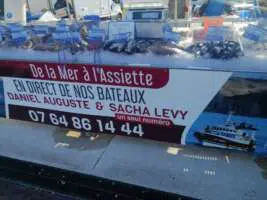 De la Mer à l'Assiette
EN DIRECT DE NOS BATEAUX
DANIEL AUGUSTE & SACHA LEVY
un seul numéro
07 64 86 14 44